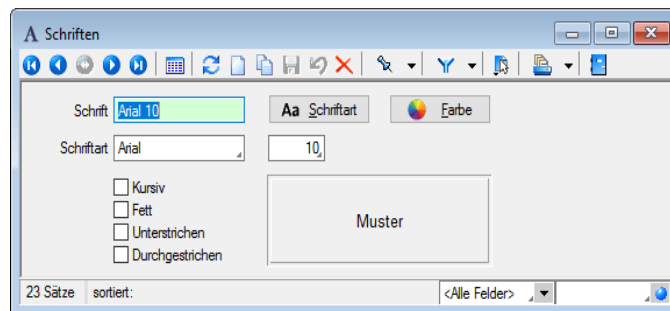 A Schriften
Schrift Arial 10 Aa Schriftart Farbe
Schriftart Arial 10
Kursiv
Fett
Unterstrichen
Durchgestrichen
Muster
23 Sätze sortiert: <Alle Felder>